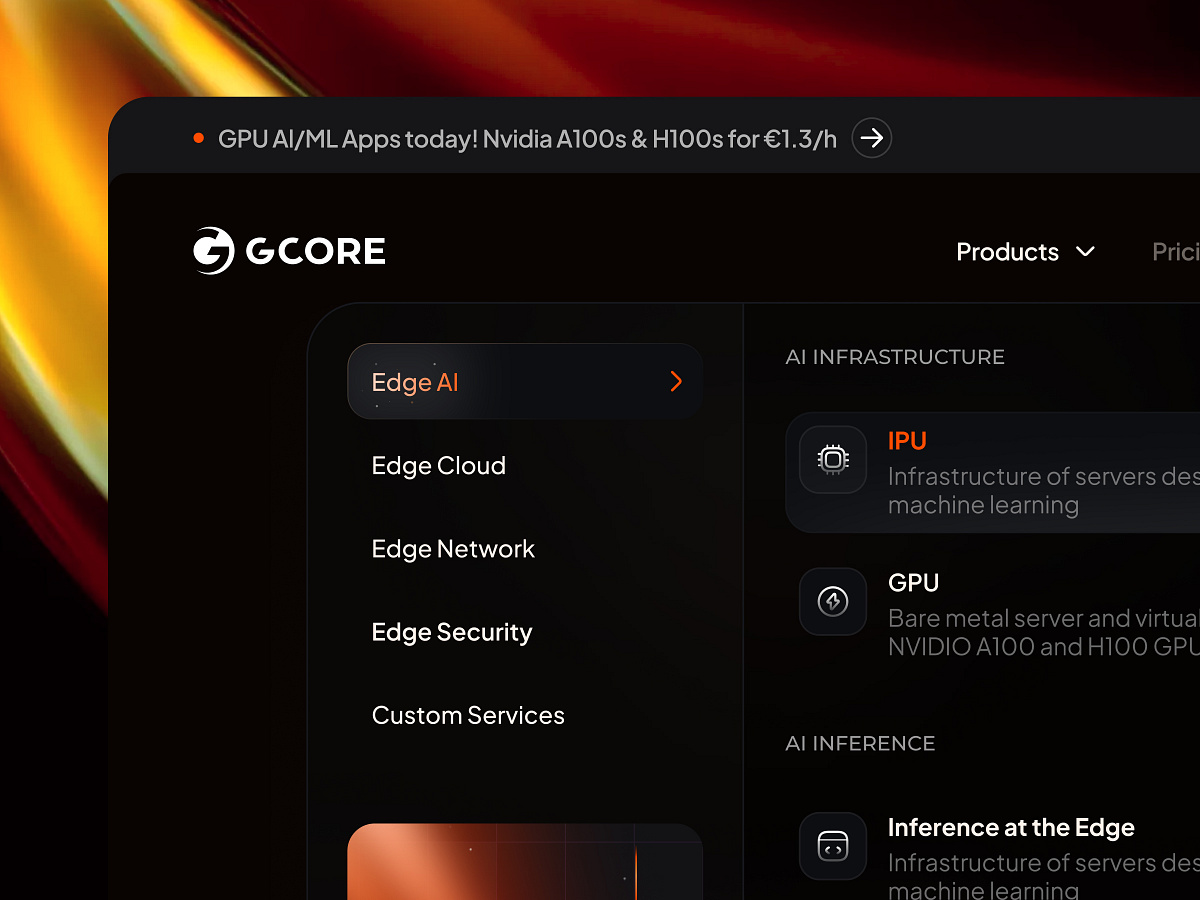 GPU AI/ML Apps today! Nvidia A100s & H100s for €1.3/h
GCORE
Products
Prici
Edge AI
Edge Cloud
Edge Network
Edge Security
Custom Services
AI INFRASTRUCTURE
IPU
Infrastructure of servers des
machine learning
GPU
Bare metal server and virtual
NVIDIO A100 and H100 GPU
AI INFERENCE
Inference at the Edge
Infrastructure of servers des
machine learning